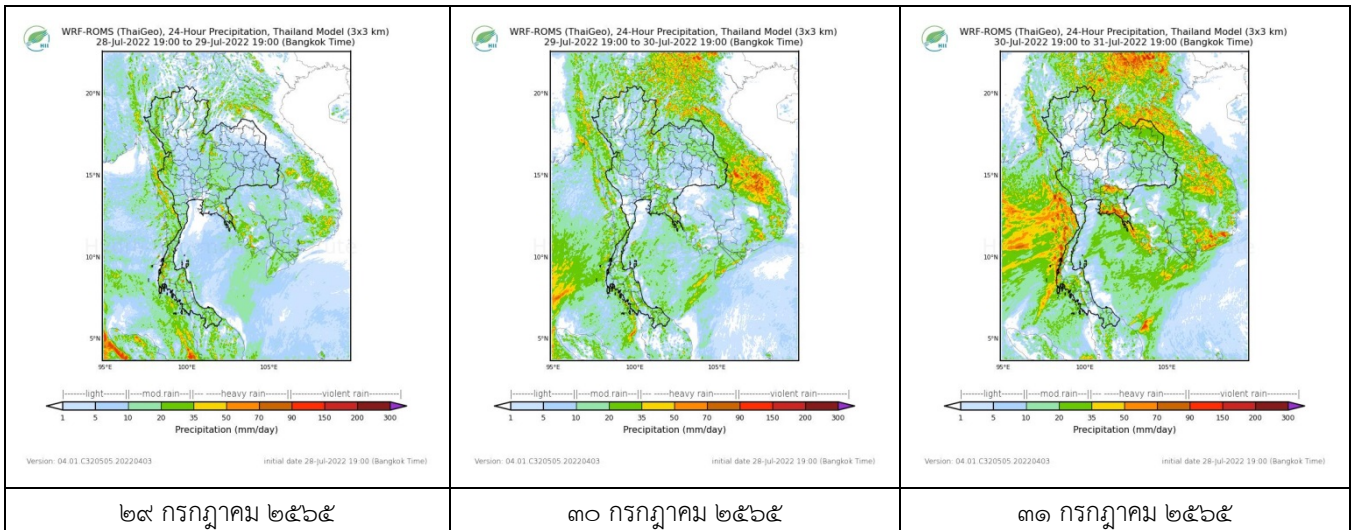 WRF-ROMS (ThaiGeo), 24-Hour Precipitation, Thailand Model (3x3 km)
28-Jul-2022 19:00 to 29-Jul-2022 19:00 (Bangkok Time)
HII
20°N
15°N
10°N
5°N
95°E 100°E 105°E
|-------light-------||---mod.rain---||--- heavy rain----||-------violent rain-------|
1 5 10 20 35 50 70 90 150 200 300
Precipitation (mm/day)
Version: 04.01.C320505.20220403 initial date 28-Jul-2022 19:00 (Bangkok Time)
๒๙ กรกฎาคม ๒๕๖๕
WRF-ROMS (ThaiGeo), 24-Hour Precipitation, Thailand Model (3x3 km)
29-Jul-2022 19:00 to 30-Jul-2022 19:00 (Bangkok Time)
HII
20°N
15°N
10°N
5°N
95°E 100°E 105°E
|-------light-------||---mod.rain---||--- heavy rain----||-------violent rain-------|
1 5 10 20 35 50 70 90 150 200 300
Precipitation (mm/day)
Version: 04.01.C320505.20220403 initial date 28-Jul-2022 19:00 (Bangkok Time)
๓๐ กรกฎาคม ๒๕๖๕
WRF-ROMS (ThaiGeo), 24-Hour Precipitation, Thailand Model (3x3 km)
30-Jul-2022 19:00 to 31-Jul-2022 19:00 (Bangkok Time)
HII
20°N
15°N
10°N
5°N
95°E 100°E 105°E
|-------light-------||---mod.rain---||--- heavy rain----||-------violent rain-------|
1 5 10 20 35 50 70 90 150 200 300
Precipitation (mm/day)
Version: 04.01.C320505.20220403 initial date 28-Jul-2022 19:00 (Bangkok Time)
๓๑ กรกฎาคม ๒๕๖๕